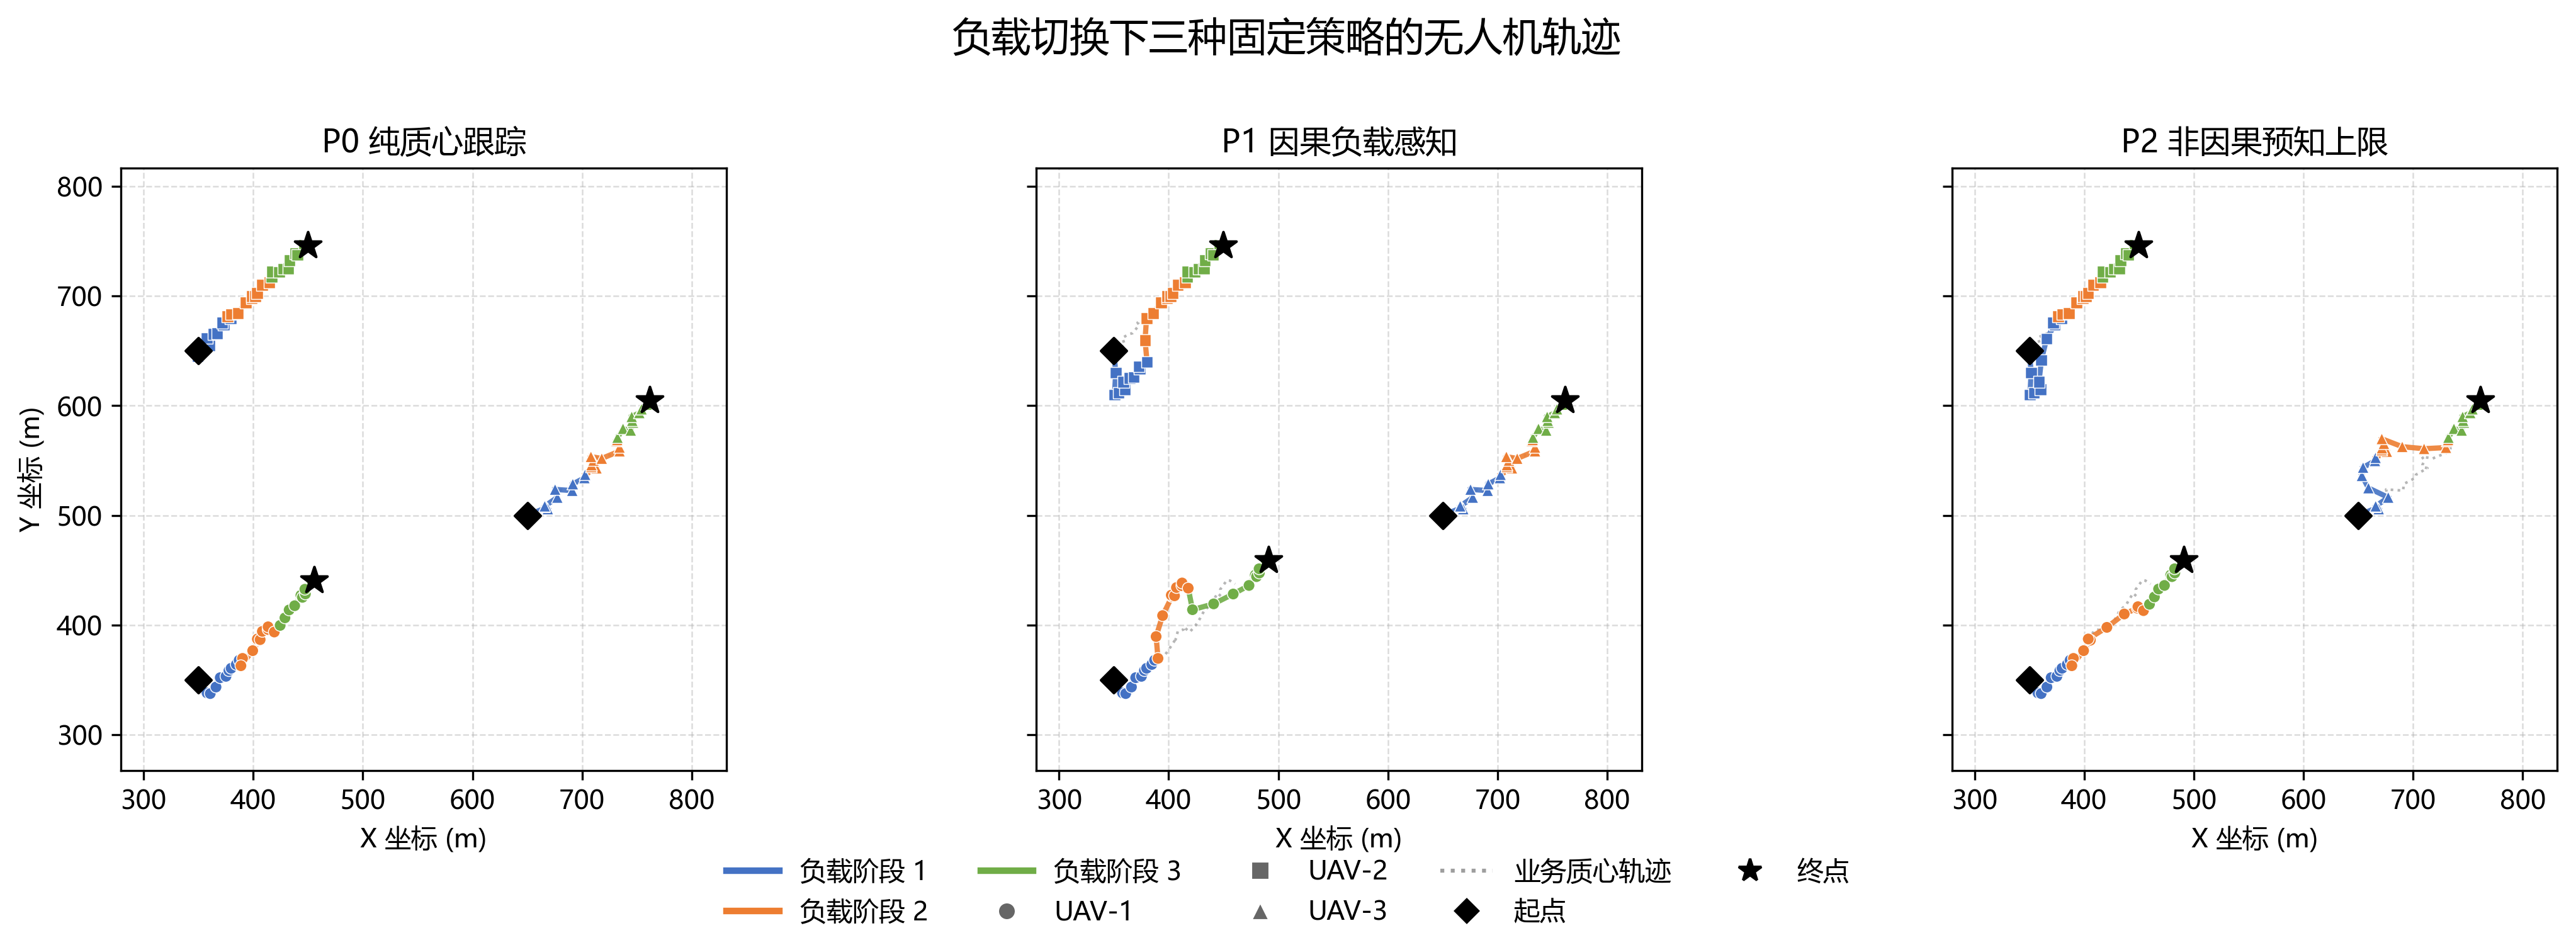 负载切换下三种固定策略的无人机轨迹
P0 纯质心跟踪
P1 因果负载感知
P2 非因果预知上限
Y 坐标 (m)
800
700
600
500
400
300
300 400 500 600 700 800
300 400 500 600 700 800
300 400 500 600 700 800
X 坐标 (m)
X 坐标 (m)
X 坐标 (m)
负载阶段 1
负载阶段 3
UAV-2
业务质心轨迹
终点
负载阶段 2
UAV-1
UAV-3
起点